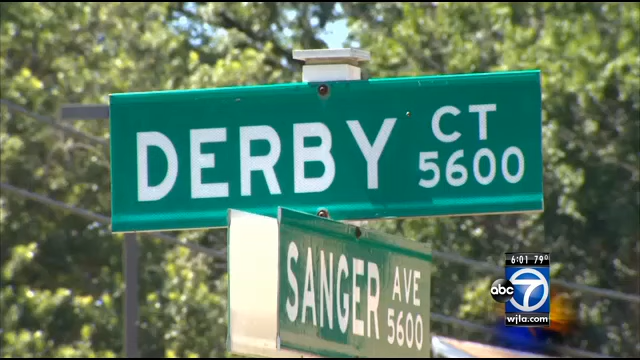 DERBY CT
5600
SANGER AVE
5600
6:01 79°
abc 7
wjla.com